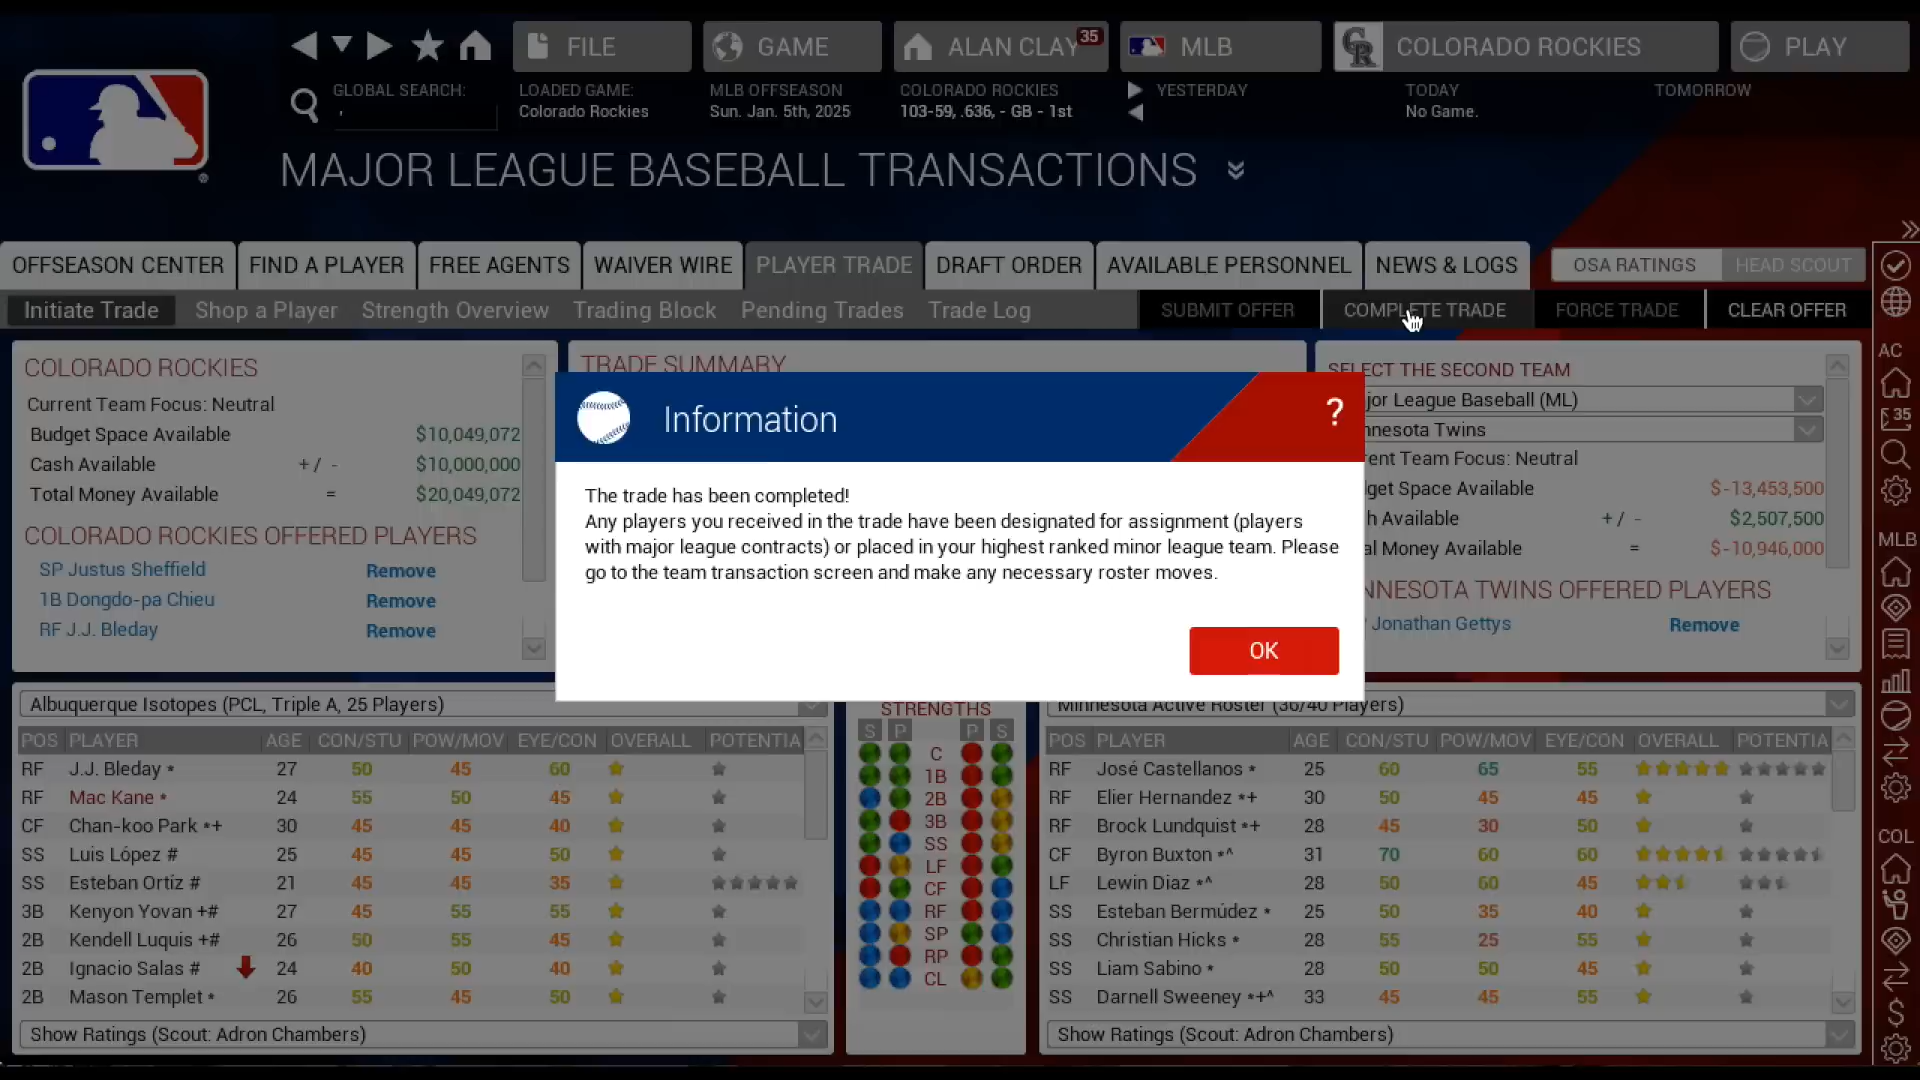 FILE
GAME
ALAN CLAY
35
MLB
COLORADO ROCKIES
PLAY
GLOBAL SEARCH:
LOADED GAME:
Colorado Rockies
MLB OFFSEASON
Sun. Jan. 5th, 2025
COLORADO ROCKIES
103-59, .636, - GB - 1st
YESTERDAY
TODAY
No Game.
TOMORROW
MAJOR LEAGUE BASEBALL TRANSACTIONS
OFFSEASON CENTER
FIND A PLAYER
FREE AGENTS
WAIVER WIRE
PLAYER TRADE
DRAFT ORDER
AVAILABLE PERSONNEL
NEWS & LOGS
OSA RATINGS
HEAD SCOUT
Initiate Trade
Shop a Player
Strength Overview
Trading Block
Pending Trades
Trade Log
SUBMIT OFFER
COMPLETE TRADE
FORCE TRADE
CLEAR OFFER
COLORADO ROCKIES
Current Team Focus: Neutral
Budget Space Available $10,049,072
Cash Available + / - $10,000,000
Total Money Available = $20,049,072
COLORADO ROCKIES OFFERED PLAYERS
SP Justus Sheffield Remove
1B Dongdo-pa Chieu Remove
RF J.J. Bleday Remove
TRADE SUMMARY
Information
?
The trade has been completed!
Any players you received in the trade have been designated for assignment (players
with major league contracts) or placed in your highest ranked minor league team. Please
go to the team transaction screen and make any necessary roster moves.
OK
SELECT THE SECOND TEAM
jor League Baseball (ML)
nnesota Twins
rent Team Focus: Neutral
get Space Available $-13,453,500
h Available + / - $2,507,500
al Money Available = $-10,946,000
NNESOTA TWINS OFFERED PLAYERS
Jonathan Gettys Remove
Albuquerque Isotopes (PCL, Triple A, 25 Players)
POS PLAYER AGE CON/STU POW/MOV EYE/CON OVERALL POTENTIA
RF J.J. Bleday * 27 50 45 60
RF Mac Kane * 24 55 50 45
CF Chan-koo Park *+ 30 45 45 40
SS Luis López # 25 45 45 50
SS Esteban Ortíz # 21 45 45 35
3B Kenyon Yovan +# 27 45 55 55
2B Kendell Luquis +# 26 50 55 45
2B Ignacio Salas # 24 40 50 40
2B Mason Templet * 26 55 45 50
Show Ratings (Scout: Adron Chambers)
STRENGTHS
S P P S
C
1B
2B
3B
SS
LF
CF
RF
SP
RP
CL
Minnesota Active Roster (36/40 Players)
POS PLAYER AGE CON/STU POW/MOV EYE/CON OVERALL POTENTIA
RF José Castellanos * 25 60 65 55
RF Elier Hernandez *+ 30 50 45 45
RF Brock Lundquist *+ 28 45 30 50
CF Byron Buxton *^ 31 70 60 60
LF Lewin Diaz *^ 28 50 60 45
SS Esteban Bermúdez * 25 50 35 40
SS Christian Hicks * 28 55 25 55
SS Liam Sabino * 28 50 50 45
SS Darnell Sweeney *+^ 33 45 45 55
Show Ratings (Scout: Adron Chambers)
AC
35
MLB
COL